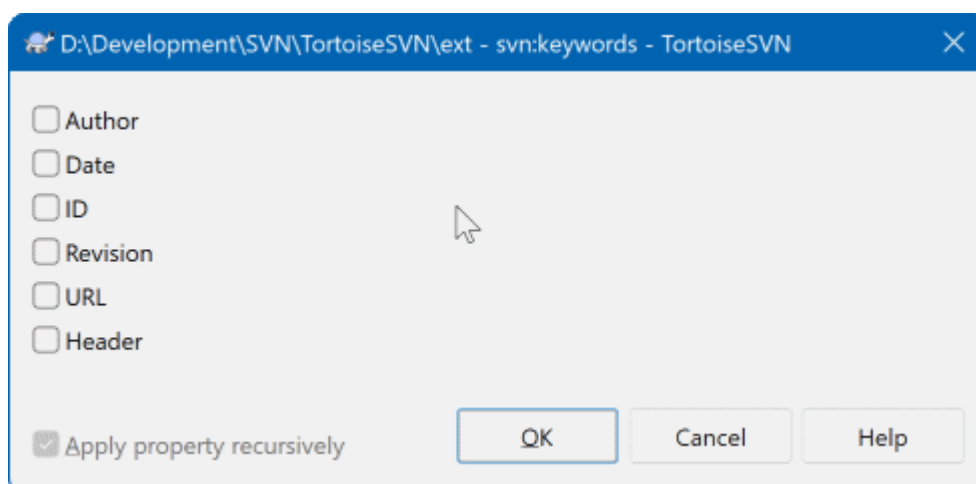 D:\Development\SVN\TortoiseSVN\ext - svn:keywords - TortoiseSVN
Author
Date
ID
Revision
URL
Header
Apply property recursively
OK
Cancel
Help